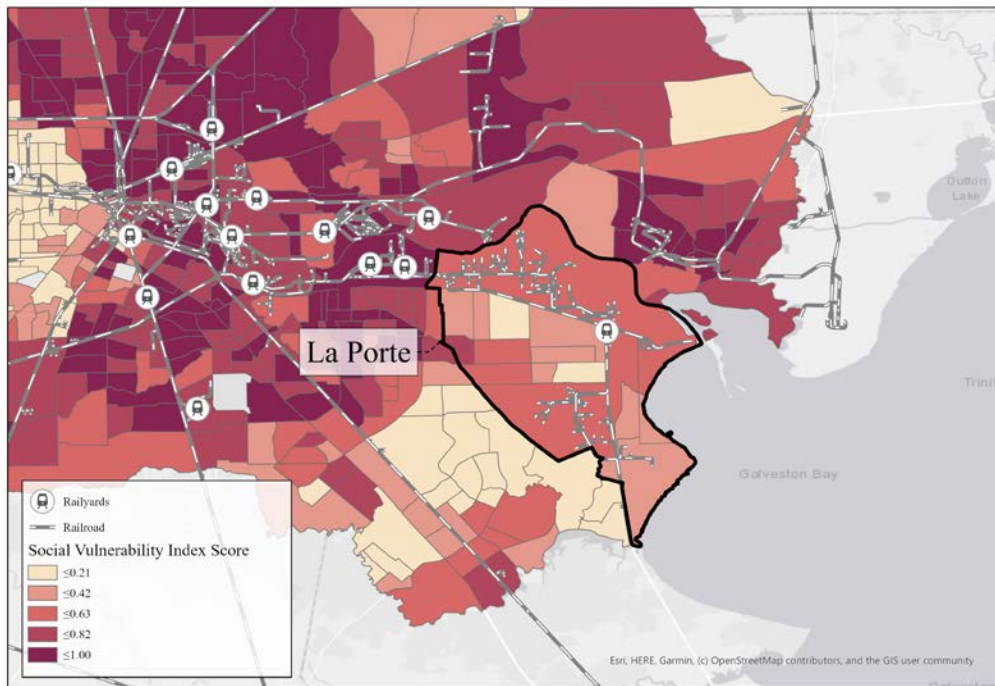 Dutton
Lake
La Porte
Galveston Bay
Railyards
Railroad
Social Vulnerability Index Score
≤0.21
≤0.42
≤0.63
≤0.82
≤1.00
Esri, HERE, Garmin, (c) OpenStreetMap contributors, and the GIS user community